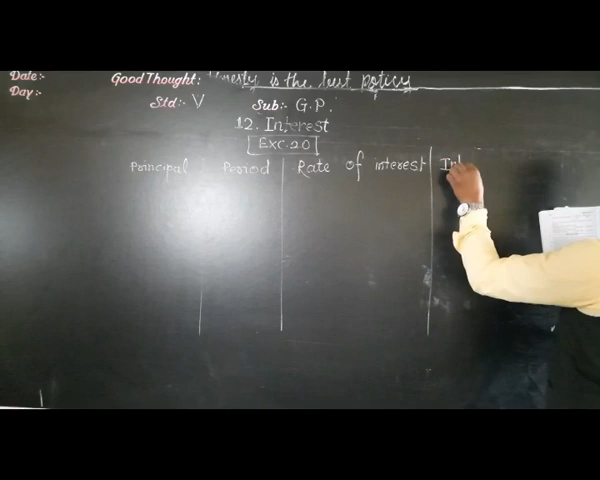 Date:-
Good Thought: Honesty is the best policy
Day:-
Std:- V Sub:- G.P.
12. Interest
Exc.20
Principal Period Rate of interest Int